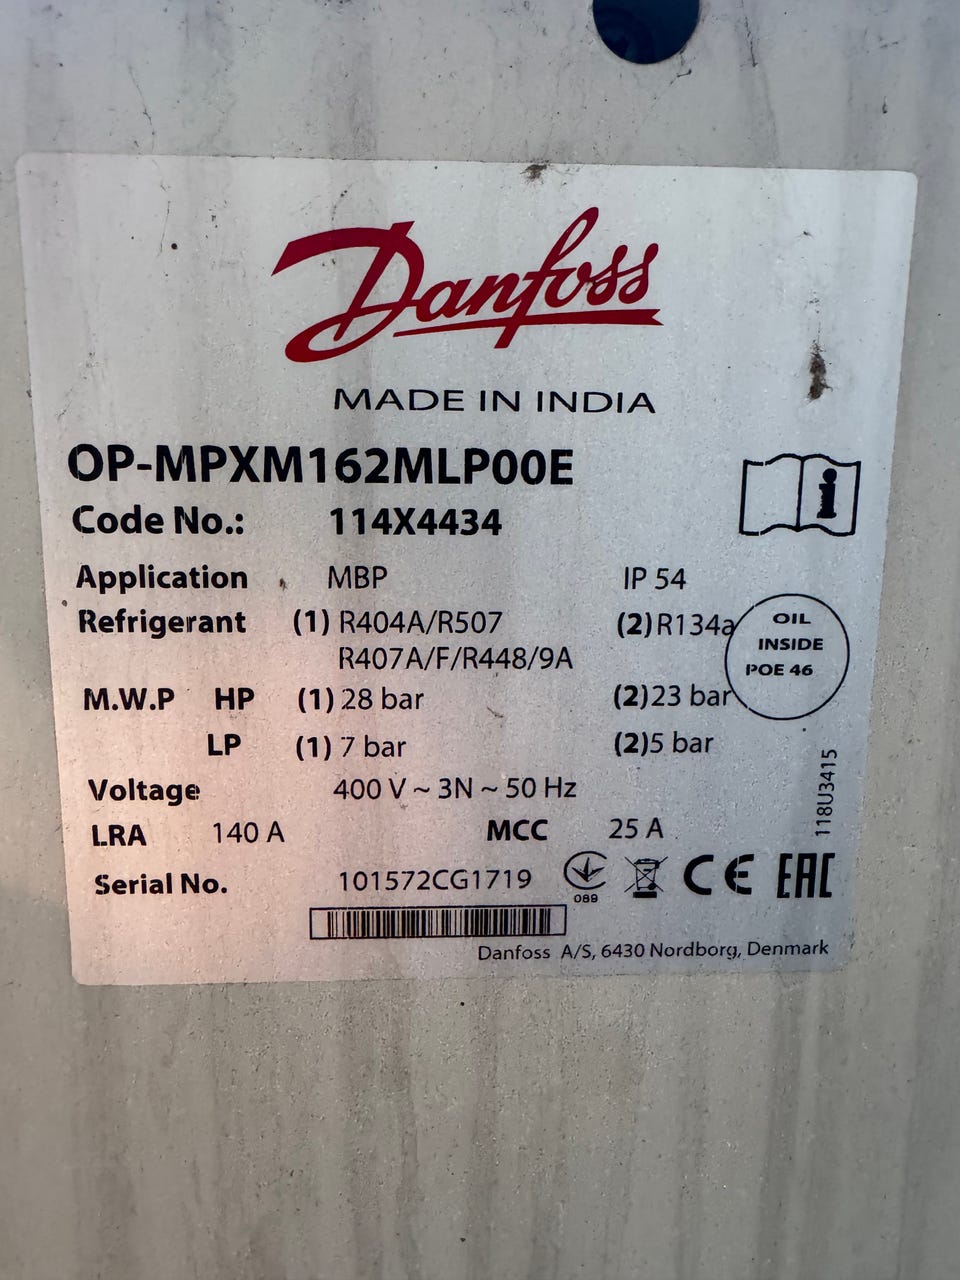 Danfoss
MADE IN INDIA
OP-MPXM162MLP00E
Code No.: 114X4434
Application MBP IP 54
Refrigerant (1) R404A/R507 (2) R134a
R407A/F/R448/9A
OIL
INSIDE
POE 46
M.W.P HP (1) 28 bar (2) 23 bar
LP (1) 7 bar (2) 5 bar
Voltage 400 V ~ 3N ~ 50 Hz
LRA 140 A MCC 25 A
118U3415
Serial No. 101572CG1719
089
CE EAC
Danfoss A/S, 6430 Nordborg, Denmark